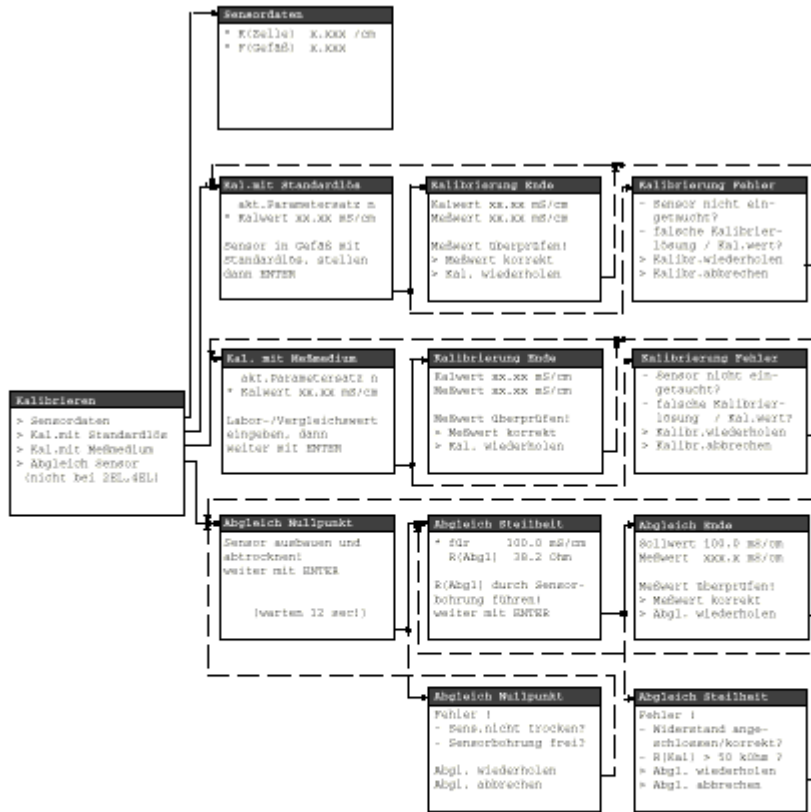 Sensordaten
* K(Zelle) x.xxx /cm
* F(Gefäß) x.xxx
Kal.mit Standardlös
akt.Parametersatz n
* Kalwert xx.xx mS/cm
Sensor in Gefäß mit
Standardlös. stellen
dann ENTER
Kalibrierung Ende
Kalwert xx.xx mS/cm
Meßwert xx.xx mS/cm
Meßwert überprüfen!
> Meßwert korrekt
> Kal. wiederholen
Kalibrierung Fehler
- Sensor nicht ein-
getaucht?
- falsche Kalibrier-
lösung / Kal.wert?
> Kalibr.wiederholen
> Kalibr.abbrechen
Kalibrieren
> Sensordaten
> Kal.mit Standardlös
> Kal.mit Meßmedium
> Abgleich Sensor
(nicht bei 2EL,4EL)
Kal. mit Meßmedium
akt.Parametersatz n
* Kalwert xx.xx mS/cm
Labor-/Vergleichswert
eingeben, dann
weiter mit ENTER
Kalibrierung Ende
Kalwert xx.xx mS/cm
Meßwert xx.xx mS/cm
Meßwert überprüfen!
> Meßwert korrekt
> Kal. wiederholen
Kalibrierung Fehler
- Sensor nicht ein-
getaucht?
- falsche Kalibrier-
lösung / Kal.wert?
> Kalibr.wiederholen
> Kalibr.abbrechen
Abgleich Nullpunkt
Sensor ausbauen und
abtrocknen!
weiter mit ENTER
(warten 12 sec!)
Abgleich Steilheit
* für 100.0 mS/cm
R(Abgl) 38.2 Ohm
R(Abgl) durch Sensor-
bohrung führen!
weiter mit ENTER
Abgleich Ende
Sollwert 100.0 mS/cm
Meßwert xxx.x mS/cm
Meßwert überprüfen!
> Meßwert korrekt
> Abgl. wiederholen
Abgleich Nullpunkt
Fehler !
- Sens.nicht trocken?
- Sensorbohrung frei?
Abgl. wiederholen
Abgl. abbrechen
Abgleich Steilheit
Fehler !
- Widerstand ange-
schlossen/korrekt?
- R(Kal) > 50 kOhm ?
> Abgl. wiederholen
> Abgl. abbrechen